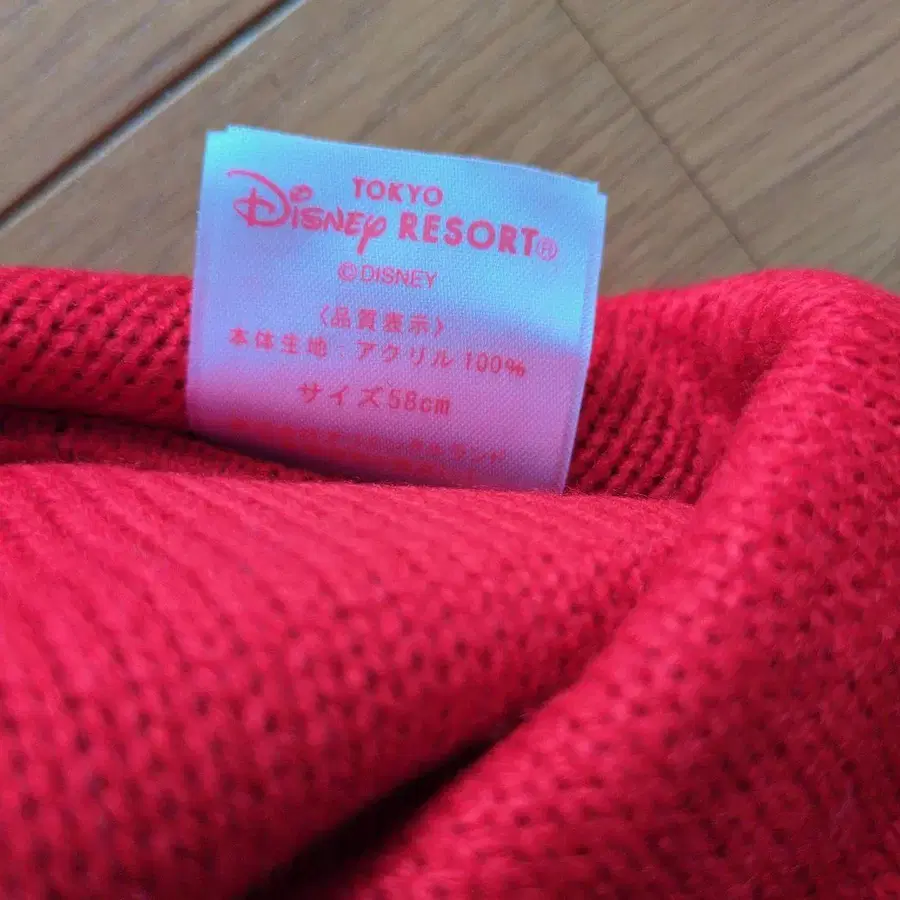 TOKYO
Disney RESORT®
©DISNEY
〈品質表示〉
本体生地 アクリル 100%
サイズ58cm